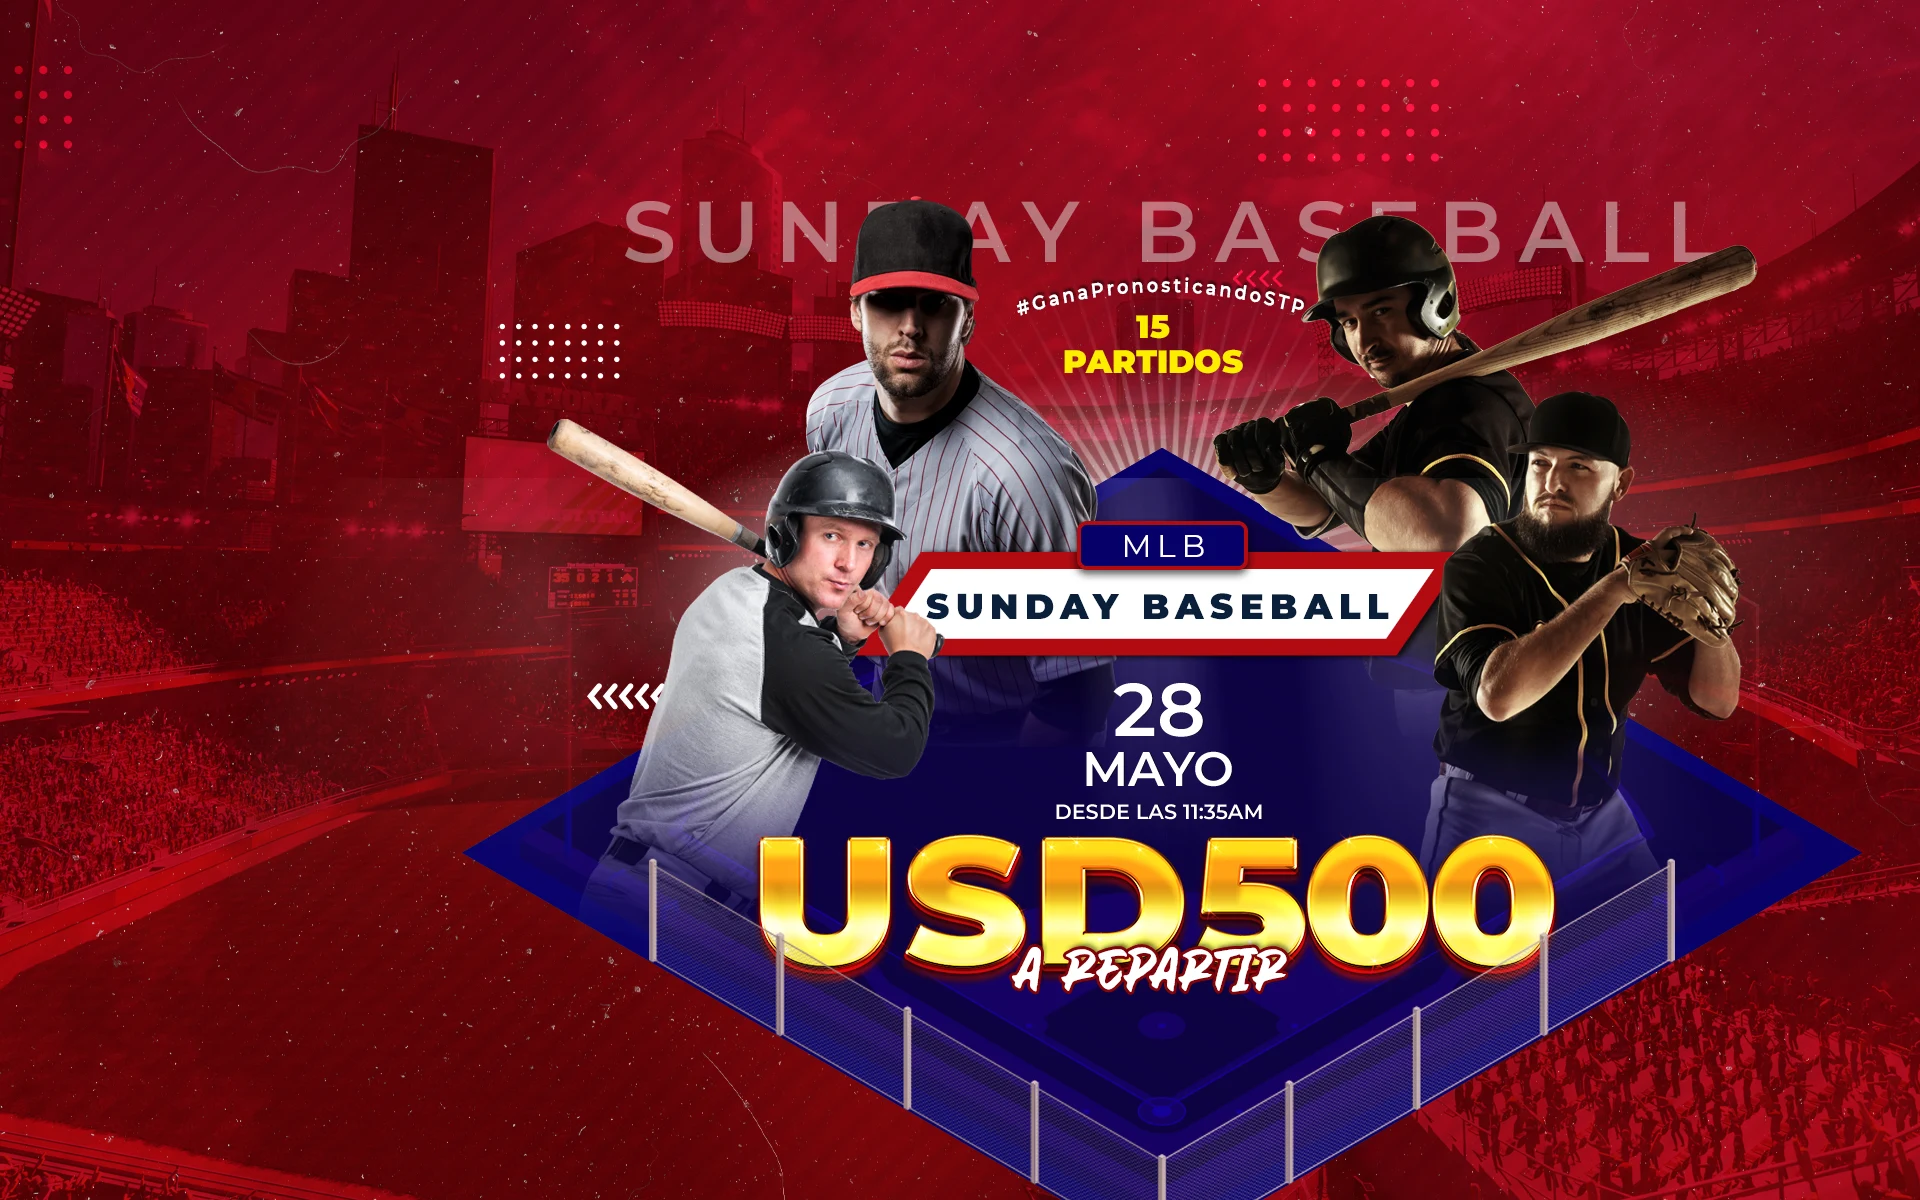 SUNDAY BASEBALL
#GanaPronosticandoSTP
15
PARTIDOS
MLB
SUNDAY BASEBALL
28
MAYO
DESDE LAS 11:35AM
USD500
A REPARTIR